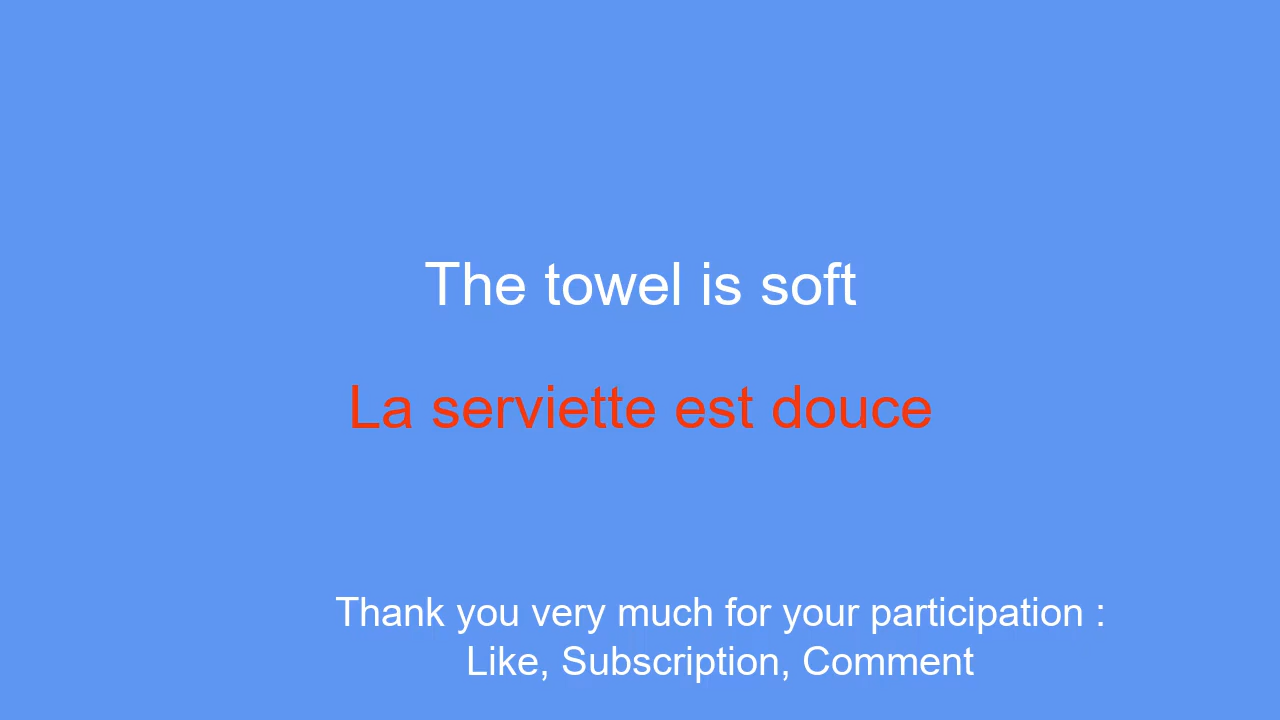 The towel is soft
La serviette est douce
Thank you very much for your participation :
Like, Subscription, Comment